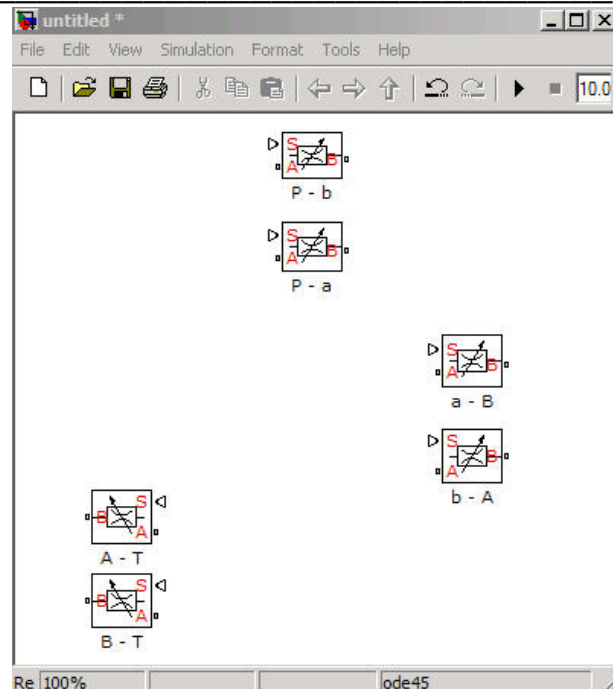 untitled *
File Edit View Simulation Format Tools Help
10.0
S
A B
P - b
S
A B
P - a
S
A B
a - B
S
A B
b - A
S
B A
A - T
S
B A
B - T
Re 100% ode45